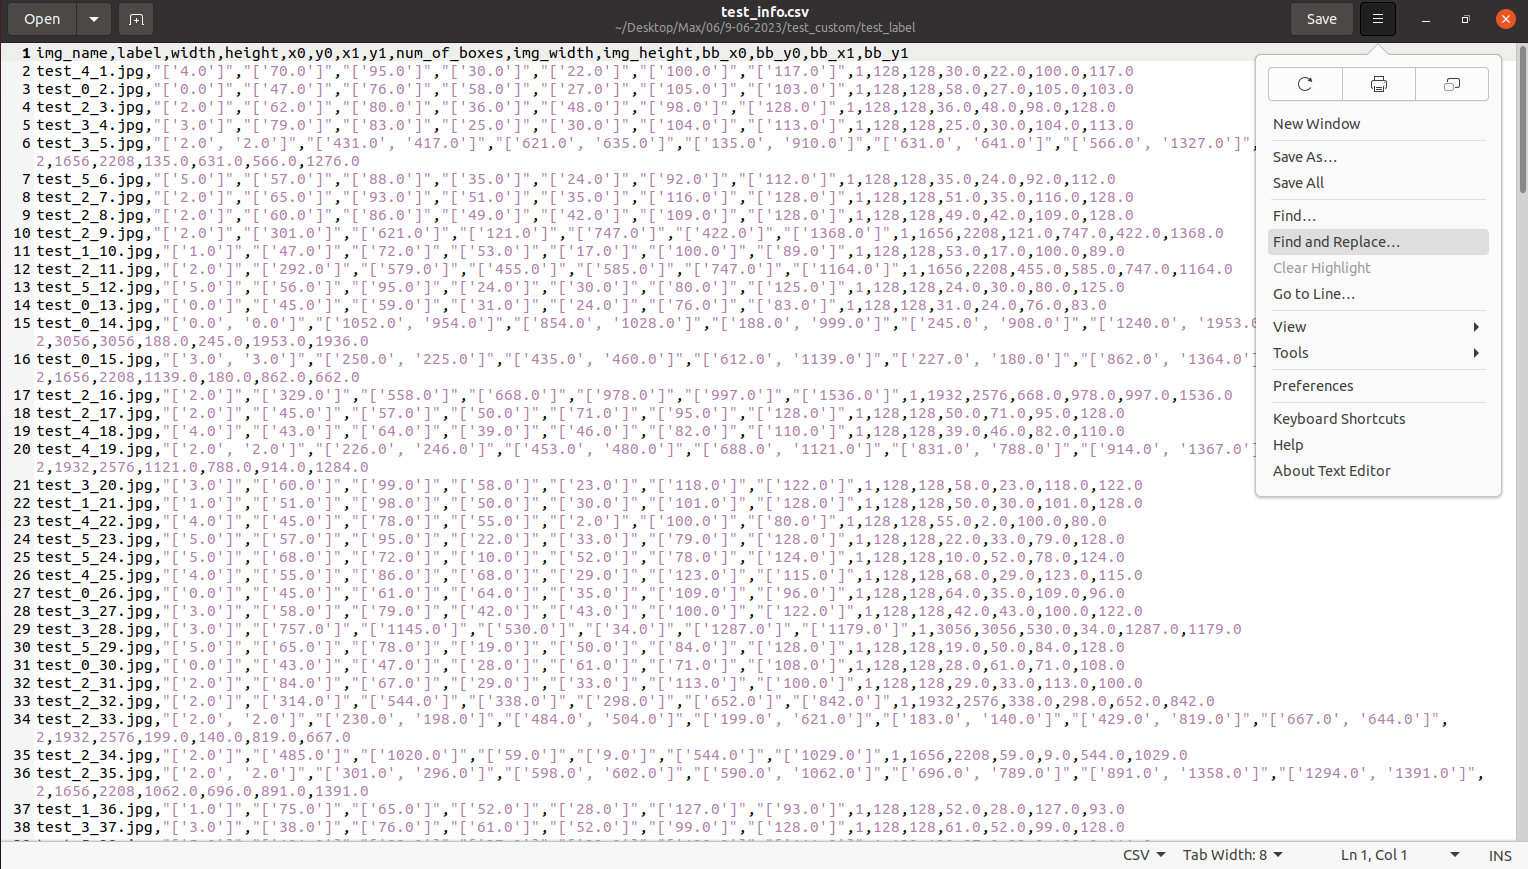 Open
test_info.csv
~/Desktop/Max/06/9-06-2023/test_custom/test_label
Save
1 img_name,label,width,height,x0,y0,x1,y1,num_of_boxes,img_width,img_height,bb_x0,bb_y0,bb_x1,bb_y1
2 test_4_1.jpg,"['4.0']","['70.0']","['95.0']","['30.0']","['22.0']","['100.0']","['117.0']",1,128,128,30.0,22.0,100.0,117.0
3 test_0_2.jpg,"['0.0']","['47.0']","['76.0']","['58.0']","['27.0']","['105.0']","['103.0']",1,128,128,58.0,27.0,105.0,103.0
4 test_2_3.jpg,"['2.0']","['62.0']","['80.0']","['36.0']","['48.0']","['98.0']","['128.0']",1,128,128,36.0,48.0,98.0,128.0
5 test_3_4.jpg,"['3.0']","['79.0']","['83.0']","['25.0']","['30.0']","['104.0']","['113.0']",1,128,128,25.0,30.0,104.0,113.0
6 test_3_5.jpg,"['2.0', '2.0']","['431.0', '417.0']","['621.0', '635.0']","['135.0', '910.0']","['631.0', '641.0']","['566.0', '1327.0']",
2,1656,2208,135.0,631.0,566.0,1276.0
7 test_5_6.jpg,"['5.0']","['57.0']","['88.0']","['35.0']","['24.0']","['92.0']","['112.0']",1,128,128,35.0,24.0,92.0,112.0
8 test_2_7.jpg,"['2.0']","['65.0']","['93.0']","['51.0']","['35.0']","['116.0']","['128.0']",1,128,128,51.0,35.0,116.0,128.0
9 test_2_8.jpg,"['2.0']","['60.0']","['86.0']","['49.0']","['42.0']","['109.0']","['128.0']",1,128,128,49.0,42.0,109.0,128.0
10 test_2_9.jpg,"['2.0']","['301.0']","['621.0']","['121.0']","['747.0']","['422.0']","['1368.0']",1,1656,2208,121.0,747.0,422.0,1368.0
11 test_1_10.jpg,"['1.0']","['47.0']","['72.0']","['53.0']","['17.0']","['100.0']","['89.0']",1,128,128,53.0,17.0,100.0,89.0
12 test_2_11.jpg,"['2.0']","['292.0']","['579.0']","['455.0']","['585.0']","['747.0']","['1164.0']",1,1656,2208,455.0,585.0,747.0,1164.0
13 test_5_12.jpg,"['5.0']","['56.0']","['95.0']","['24.0']","['30.0']","['80.0']","['125.0']",1,128,128,24.0,30.0,80.0,125.0
14 test_0_13.jpg,"['0.0']","['45.0']","['59.0']","['31.0']","['24.0']","['76.0']","['83.0']",1,128,128,31.0,24.0,76.0,83.0
15 test_0_14.jpg,"['0.0', '0.0']","['1052.0', '954.0']","['854.0', '1028.0']","['188.0', '999.0']","['245.0', '908.0']","['1240.0', '1953.0
2,3056,3056,188.0,245.0,1953.0,1936.0
16 test_0_15.jpg,"['3.0', '3.0']","['250.0', '225.0']","['435.0', '460.0']","['612.0', '1139.0']","['227.0', '180.0']","['862.0', '1364.0']"
2,1656,2208,1139.0,180.0,862.0,662.0
17 test_2_16.jpg,"['2.0']","['329.0']","['558.0']","['668.0']","['978.0']","['997.0']","['1536.0']",1,1932,2576,668.0,978.0,997.0,1536.0
18 test_2_17.jpg,"['2.0']","['45.0']","['57.0']","['50.0']","['71.0']","['95.0']","['128.0']",1,128,128,50.0,71.0,95.0,128.0
19 test_4_18.jpg,"['4.0']","['43.0']","['64.0']","['39.0']","['46.0']","['82.0']","['110.0']",1,128,128,39.0,46.0,82.0,110.0
20 test_4_19.jpg,"['2.0', '2.0']","['226.0', '246.0']","['453.0', '480.0']","['688.0', '1121.0']","['831.0', '788.0']","['914.0', '1367.0']"
2,1932,2576,1121.0,788.0,914.0,1284.0
21 test_3_20.jpg,"['3.0']","['60.0']","['99.0']","['58.0']","['23.0']","['118.0']","['122.0']",1,128,128,58.0,23.0,118.0,122.0
22 test_1_21.jpg,"['1.0']","['51.0']","['98.0']","['50.0']","['30.0']","['101.0']","['128.0']",1,128,128,50.0,30.0,101.0,128.0
23 test_4_22.jpg,"['4.0']","['45.0']","['78.0']","['55.0']","['2.0']","['100.0']","['80.0']",1,128,128,55.0,2.0,100.0,80.0
24 test_5_23.jpg,"['5.0']","['57.0']","['95.0']","['22.0']","['33.0']","['79.0']","['128.0']",1,128,128,22.0,33.0,79.0,128.0
25 test_5_24.jpg,"['5.0']","['68.0']","['72.0']","['10.0']","['52.0']","['78.0']","['124.0']",1,128,128,10.0,52.0,78.0,124.0
26 test_4_25.jpg,"['4.0']","['55.0']","['86.0']","['68.0']","['29.0']","['123.0']","['115.0']",1,128,128,68.0,29.0,123.0,115.0
27 test_0_26.jpg,"['0.0']","['45.0']","['61.0']","['64.0']","['35.0']","['109.0']","['96.0']",1,128,128,64.0,35.0,109.0,96.0
28 test_3_27.jpg,"['3.0']","['58.0']","['79.0']","['42.0']","['43.0']","['100.0']","['122.0']",1,128,128,42.0,43.0,100.0,122.0
29 test_3_28.jpg,"['3.0']","['757.0']","['1145.0']","['530.0']","['34.0']","['1287.0']","['1179.0']",1,3056,3056,530.0,34.0,1287.0,1179.0
30 test_5_29.jpg,"['5.0']","['65.0']","['78.0']","['19.0']","['50.0']","['84.0']","['128.0']",1,128,128,19.0,50.0,84.0,128.0
31 test_0_30.jpg,"['0.0']","['43.0']","['47.0']","['28.0']","['61.0']","['71.0']","['108.0']",1,128,128,28.0,61.0,71.0,108.0
32 test_2_31.jpg,"['2.0']","['84.0']","['67.0']","['29.0']","['33.0']","['113.0']","['100.0']",1,128,128,29.0,33.0,113.0,100.0
33 test_2_32.jpg,"['2.0']","['314.0']","['544.0']","['338.0']","['298.0']","['652.0']","['842.0']",1,1932,2576,338.0,298.0,652.0,842.0
34 test_2_33.jpg,"['2.0', '2.0']","['230.0', '198.0']","['484.0', '504.0']","['199.0', '621.0']","['183.0', '140.0']","['429.0', '819.0']","['667.0', '644.0']",
2,1932,2576,199.0,140.0,819.0,667.0
35 test_2_34.jpg,"['2.0']","['485.0']","['1020.0']","['59.0']","['9.0']","['544.0']","['1029.0']",1,1656,2208,59.0,9.0,544.0,1029.0
36 test_2_35.jpg,"['2.0', '2.0']","['301.0', '296.0']","['598.0', '602.0']","['590.0', '1062.0']","['696.0', '789.0']","['891.0', '1358.0']","['1294.0', '1391.0']",
2,1656,2208,1062.0,696.0,891.0,1391.0
37 test_1_36.jpg,"['1.0']","['75.0']","['65.0']","['52.0']","['28.0']","['127.0']","['93.0']",1,128,128,52.0,28.0,127.0,93.0
38 test_3_37.jpg,"['3.0']","['38.0']","['76.0']","['61.0']","['52.0']","['99.0']","['128.0']",1,128,128,61.0,52.0,99.0,128.0
New Window
Save As…
Save All
Find…
Find and Replace…
Clear Highlight
Go to Line…
View
Tools
Preferences
Keyboard Shortcuts
Help
About Text Editor
CSV
Tab Width: 8
Ln 1, Col 1
INS